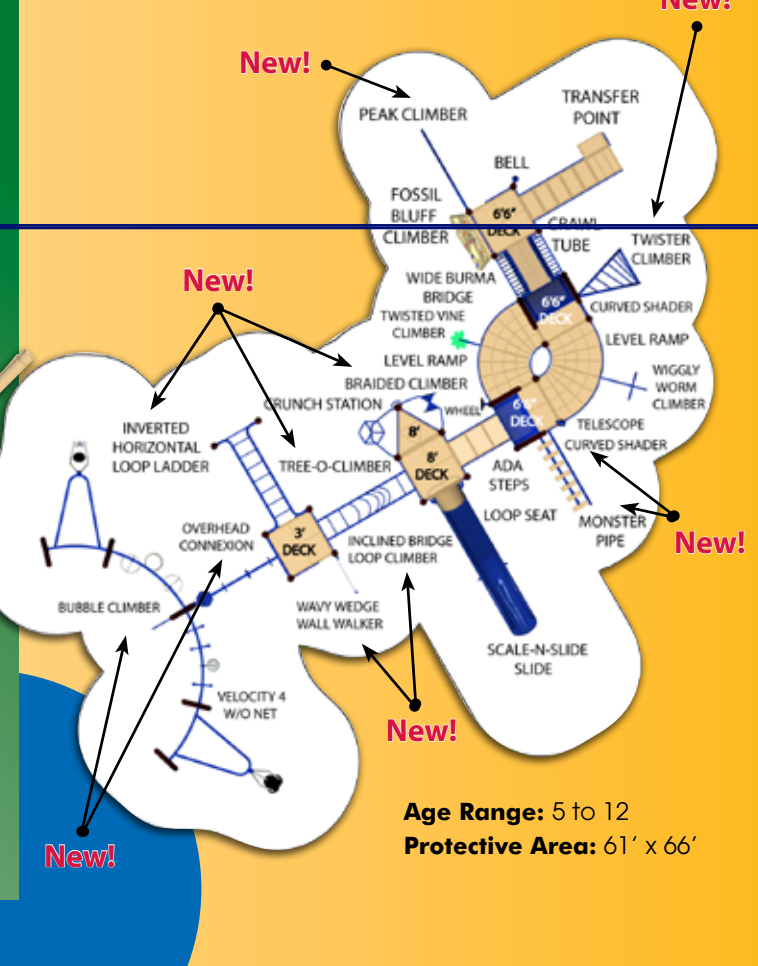 New!
New!
PEAK CLIMBER
TRANSFER
POINT
BELL
FOSSIL
BLUFF
CLIMBER
6'6"
DECK
CRAWL
TUBE
TWISTER
CLIMBER
New!
WIDE BURMA
BRIDGE
6'6"
DECK
CURVED SHADER
TWISTED VINE
CLIMBER
LEVEL RAMP
LEVEL RAMP
WIGGLY
WORM
CLIMBER
BRAIDED CLIMBER
CRUNCH STATION
WHEEL
6'6"
DECK
TELESCOPE
CURVED SHADER
INVERTED
HORIZONTAL
LOOP LADDER
8'
TREE-O-CLIMBER
8'
DECK
ADA
STEPS
LOOP SEAT
MONSTER
PIPE
New!
OVERHEAD
CONNEXION
3'
DECK
INCLINED BRIDGE
LOOP CLIMBER
BUBBLE CLIMBER
WAVY WEDGE
WALL WALKER
SCALE-N-SLIDE
SLIDE
VELOCITY 4
W/O NET
New!
New!
Age Range: 5 to 12
Protective Area: 61' x 66'